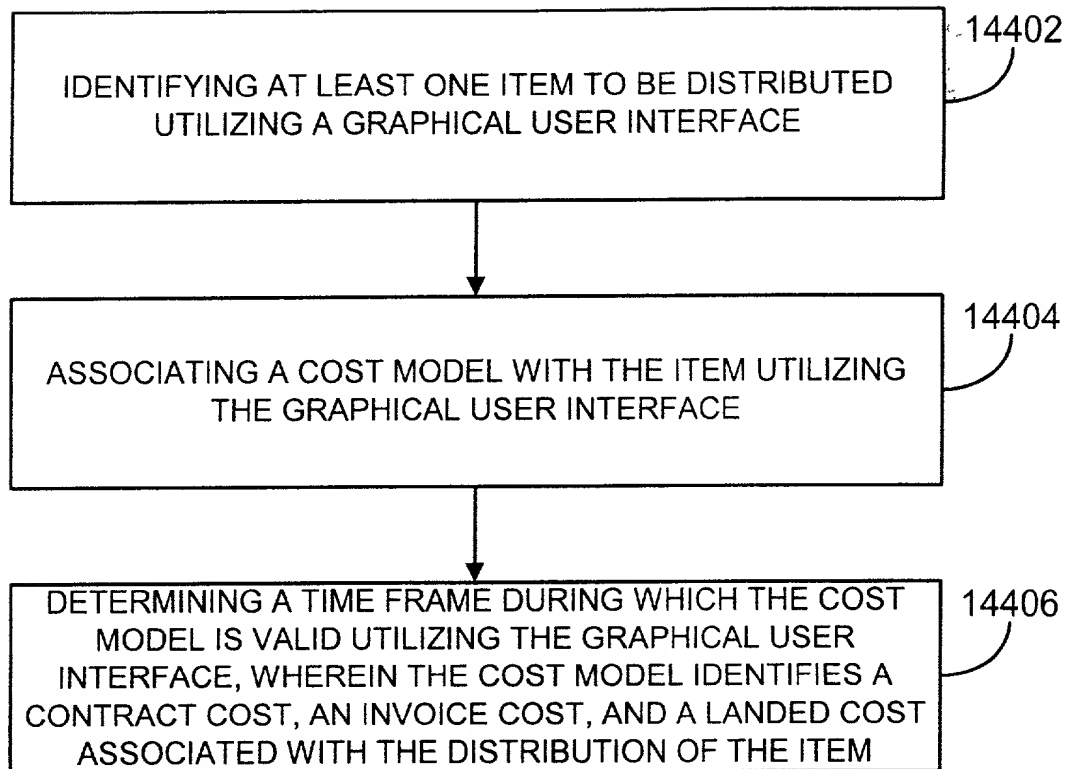 14402
IDENTIFYING AT LEAST ONE ITEM TO BE DISTRIBUTED
UTILIZING A GRAPHICAL USER INTERFACE
14404
ASSOCIATING A COST MODEL WITH THE ITEM UTILIZING
THE GRAPHICAL USER INTERFACE
14406
DETERMINING A TIME FRAME DURING WHICH THE COST
MODEL IS VALID UTILIZING THE GRAPHICAL USER
INTERFACE, WHEREIN THE COST MODEL IDENTIFIES A
CONTRACT COST, AN INVOICE COST, AND A LANDED COST
ASSOCIATED WITH THE DISTRIBUTION OF THE ITEM